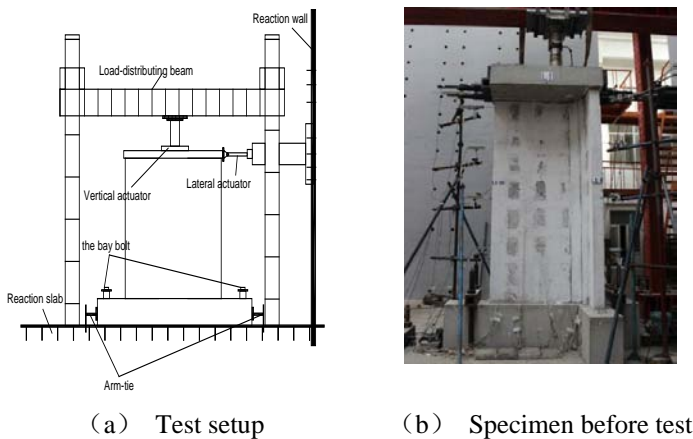 Reaction wall
Load-distributing beam
Lateral actuator
Vertical actuator
the bay bolt
Reaction slab
Arm-tie
（a） Test setup
（b） Specimen before test